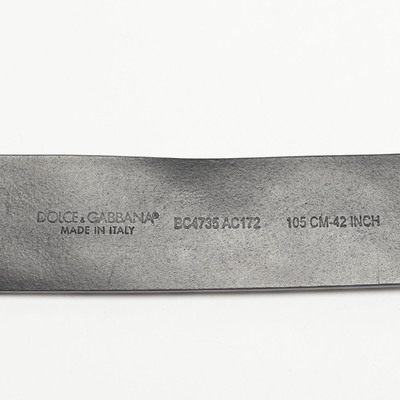 DOLCE & GABBANA® BC4735 AC172 105 CM-42 INCH
MADE IN ITALY